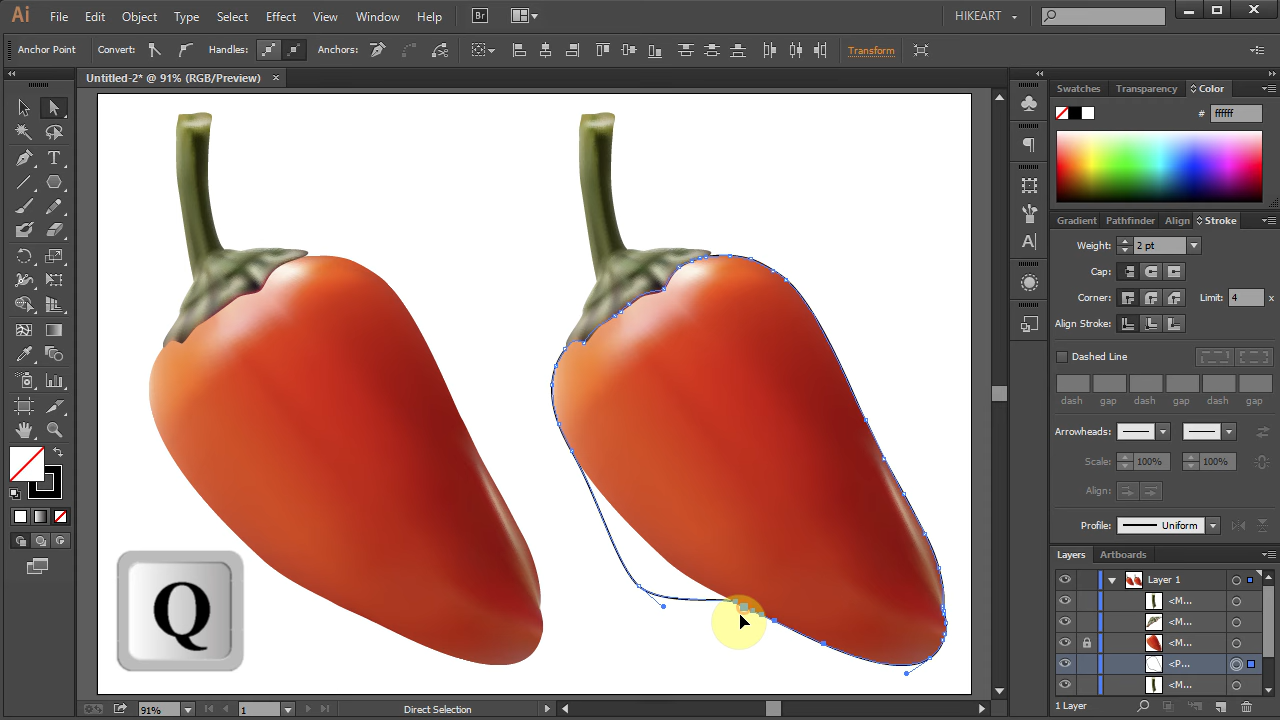 Ai File Edit Object Type Select Effect View Window Help Br HIKEART
Anchor Point Convert: Handles: Anchors: Transform
Untitled-2* @ 91% (RGB/Preview) ×
Swatches Transparency Color
# ffffff
Gradient Pathfinder Align Stroke
Weight: 2 pt
Cap:
Corner: Limit: 4 x
Align Stroke:
Dashed Line
dash gap dash gap dash gap
Arrowheads:
Scale: 100% 100%
Align:
Profile: Uniform
Layers Artboards
Layer 1
<M...
<M...
<M...
<P...
<M...
1 Layer
Q
91% 1 Direct Selection